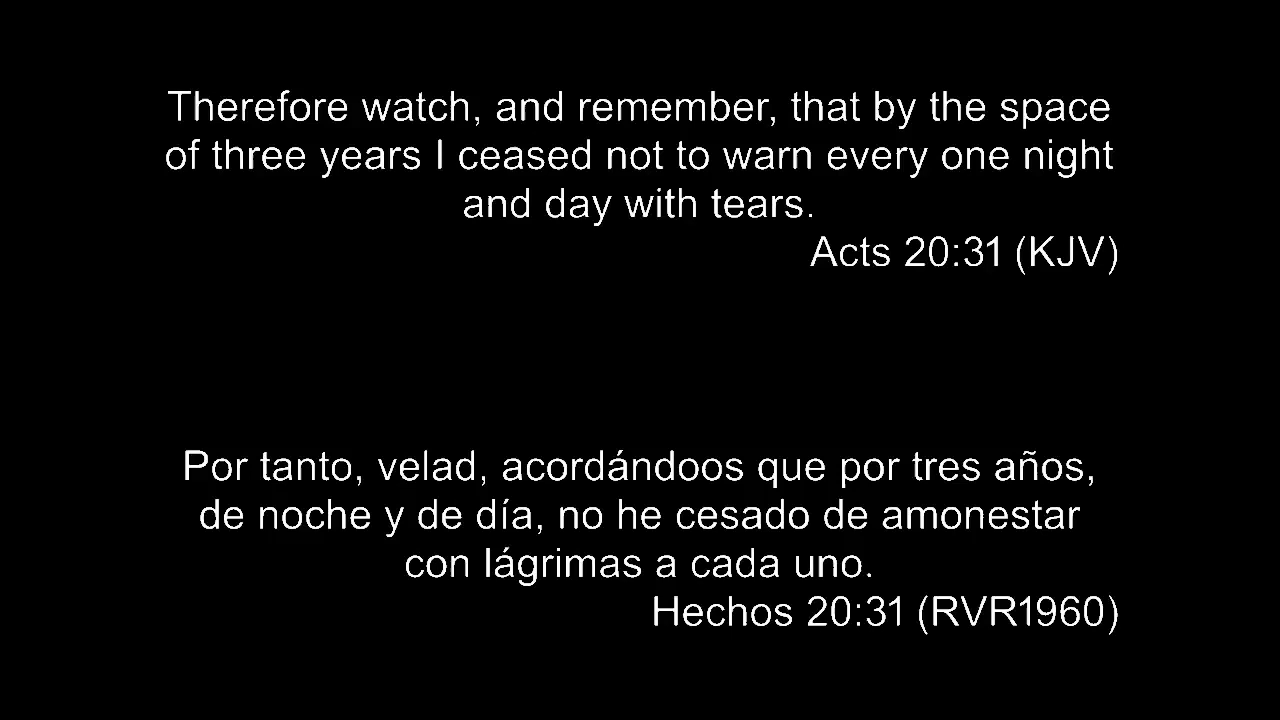 Therefore watch, and remember, that by the space
of three years I ceased not to warn every one night
and day with tears.
Acts 20:31 (KJV)
Por tanto, velad, acordándoos que por tres años,
de noche y de día, no he cesado de amonestar
con lágrimas a cada uno.
Hechos 20:31 (RVR1960)